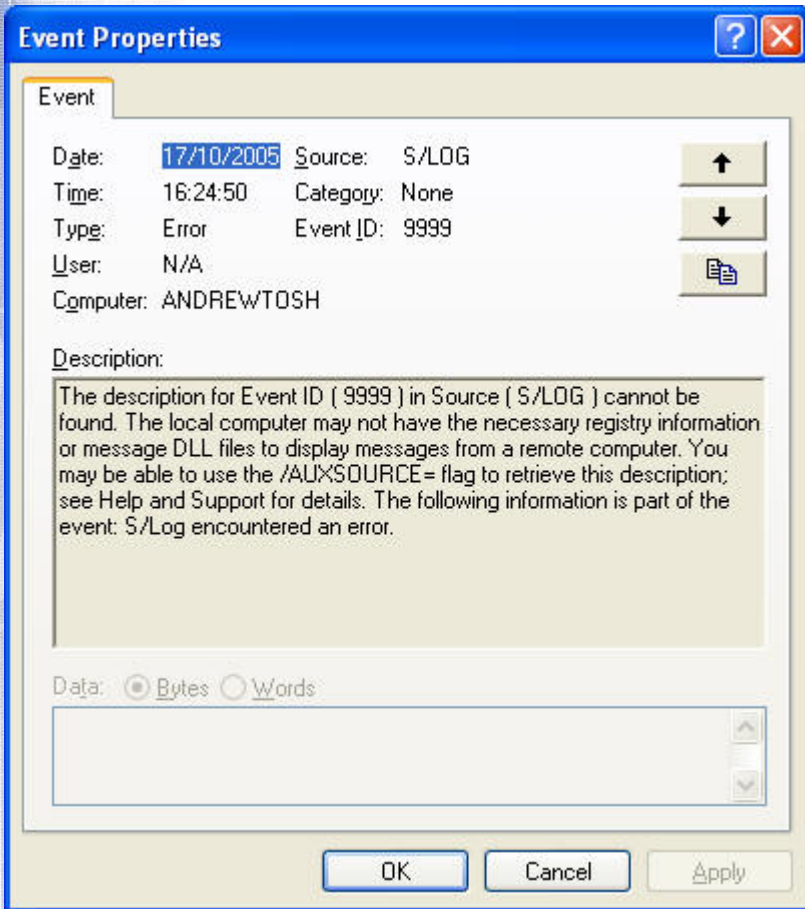 Event Properties
Event
Date: 17/10/2005 Source: S/LOG
Time: 16:24:50 Category: None
Type: Error Event ID: 9999
User: N/A
Computer: ANDREWTOSH
Description:
The description for Event ID ( 9999 ) in Source ( S/LOG ) cannot be
found. The local computer may not have the necessary registry information
or message DLL files to display messages from a remote computer. You
may be able to use the /AUXSOURCE= flag to retrieve this description;
see Help and Support for details. The following information is part of the
event: S/Log encountered an error.
Data: Bytes Words
OK Cancel Apply